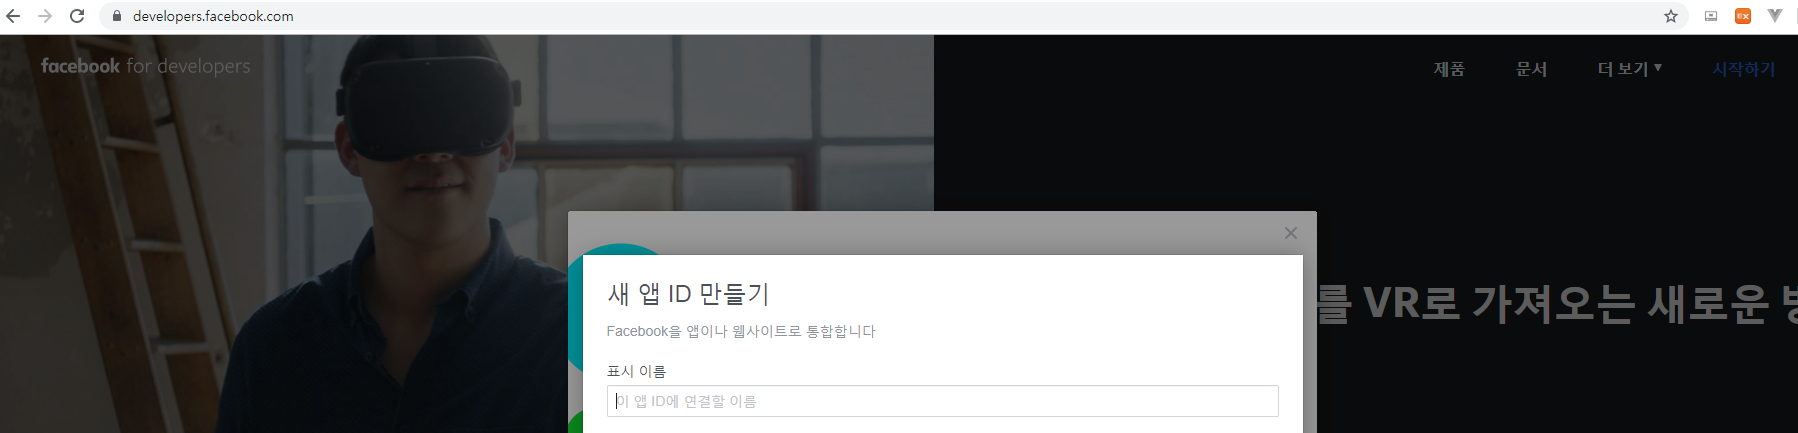 developers.facebook.com
facebook for developers
제품 문서 더 보기 ▼ 시작하기
를 VR로 가져오는 새로운
새 앱 ID 만들기
Facebook을 앱이나 웹사이트로 통합합니다
표시 이름
이 앱 ID에 연결할 이름